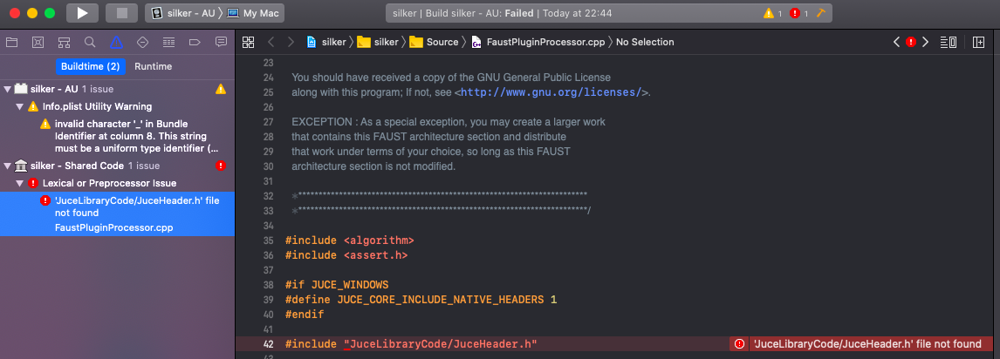 silker - AU 〉 My Mac
silker | Build silker - AU: Failed | Today at 22:44
1 1
silker 〉 silker 〉 Source 〉 FaustPluginProcessor.cpp 〉 No Selection
Buildtime (2) Runtime
silker - AU 1 issue
Info.plist Utility Warning
invalid character '_' in Bundle
Identifier at column 8. This string
must be a uniform type identifier (...
silker - Shared Code 1 issue
Lexical or Preprocessor Issue
'JuceLibraryCode/JuceHeader.h' file
not found
FaustPluginProcessor.cpp
23
24 You should have received a copy of the GNU General Public License
25 along with this program; If not, see <http://www.gnu.org/licenses/>.
26
27 EXCEPTION : As a special exception, you may create a larger work
28 that contains this FAUST architecture section and distribute
29 that work under terms of your choice, so long as this FAUST
30 architecture section is not modified.
31
32 *************************************************************************
33 *************************************************************************/
34
35 #include <algorithm>
36 #include <assert.h>
37
38 #if JUCE_WINDOWS
39 #define JUCE_CORE_INCLUDE_NATIVE_HEADERS 1
40 #endif
41
42 #include "JuceLibraryCode/JuceHeader.h" 'JuceLibraryCode/JuceHeader.h' file not found